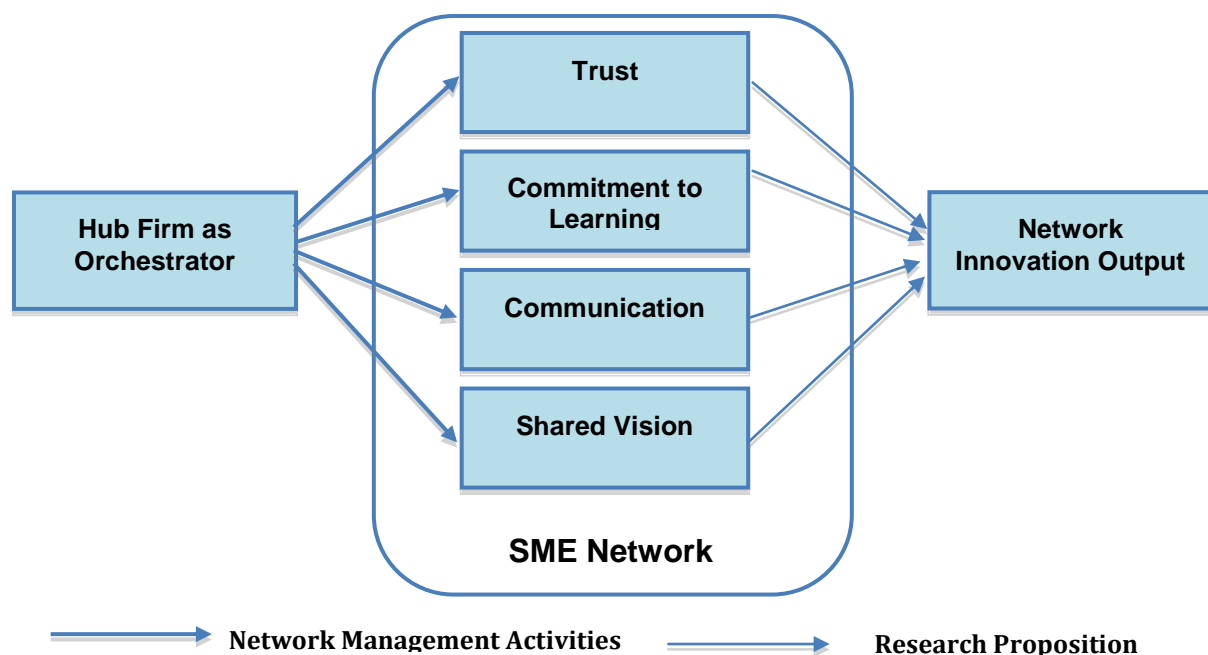 Trust
Commitment to
Learning
Hub Firm as
Orchestrator
Network
Innovation Output
Communication
Shared Vision
SME Network
Network Management Activities
Research Proposition